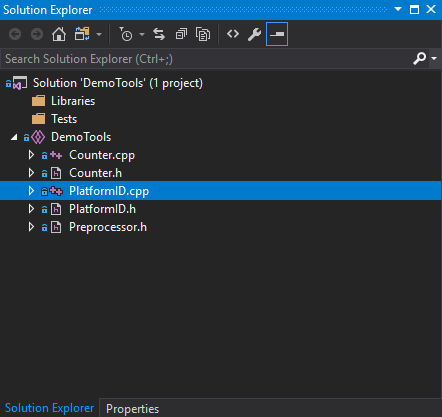 Solution Explorer
Search Solution Explorer (Ctrl+;)
Solution 'DemoTools' (1 project)
Libraries
Tests
DemoTools
Counter.cpp
Counter.h
PlatformID.cpp
PlatformID.h
Preprocessor.h
Solution Explorer Properties